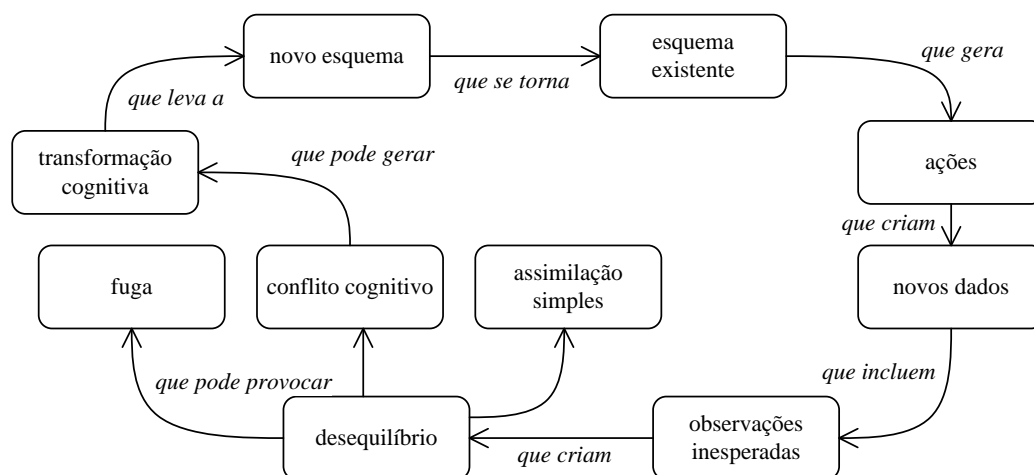 novo esquema
que se torna
esquema
existente
que gera
ações
que criam
novos dados
que incluem
observações
inesperadas
que criam
desequilíbrio
que pode provocar
fuga
conflito cognitivo
assimilação
simples
que pode gerar
transformação
cognitiva
que leva a